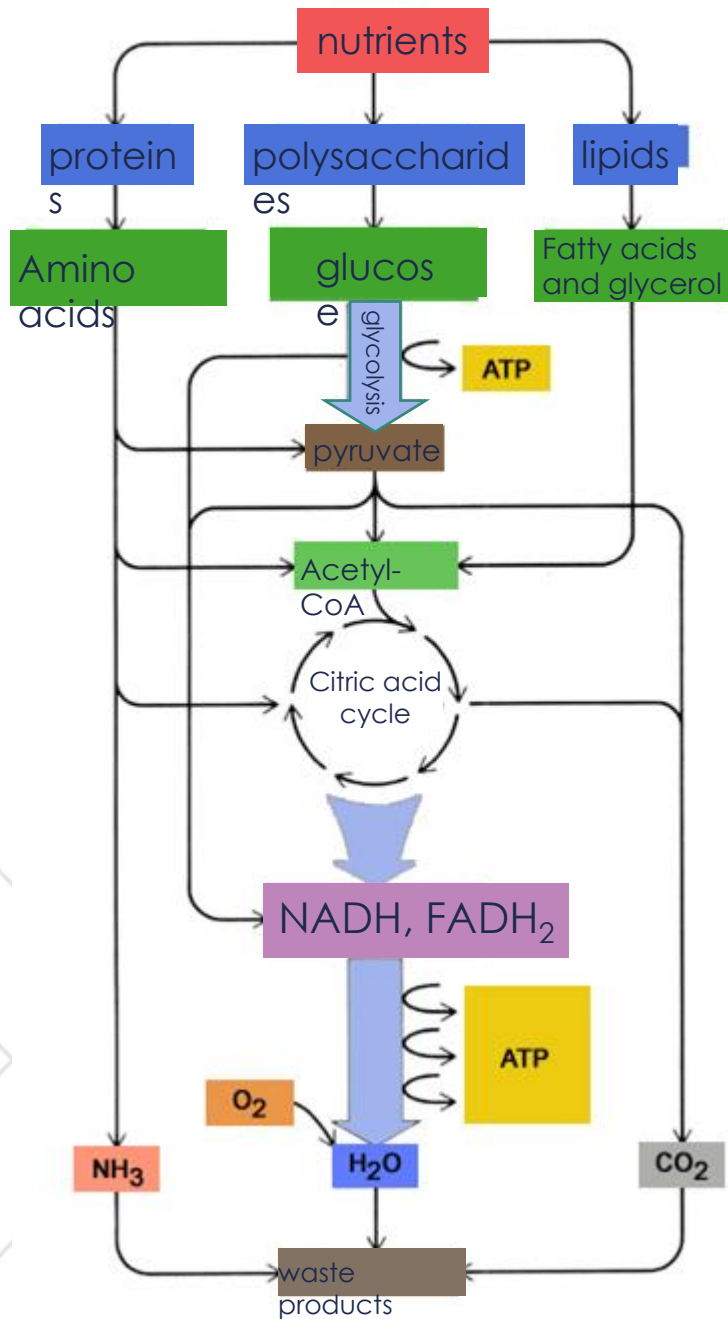 nutrients
protein
s
polysaccharid
es
lipids
Amino
acids
glucos
e
Fatty acids
and glycerol
glycolysis
ATP
pyruvate
Acetyl-
CoA
Citric acid
cycle
NADH, FADH₂
ATP
O₂
NH₃
H₂O
CO₂
waste
products